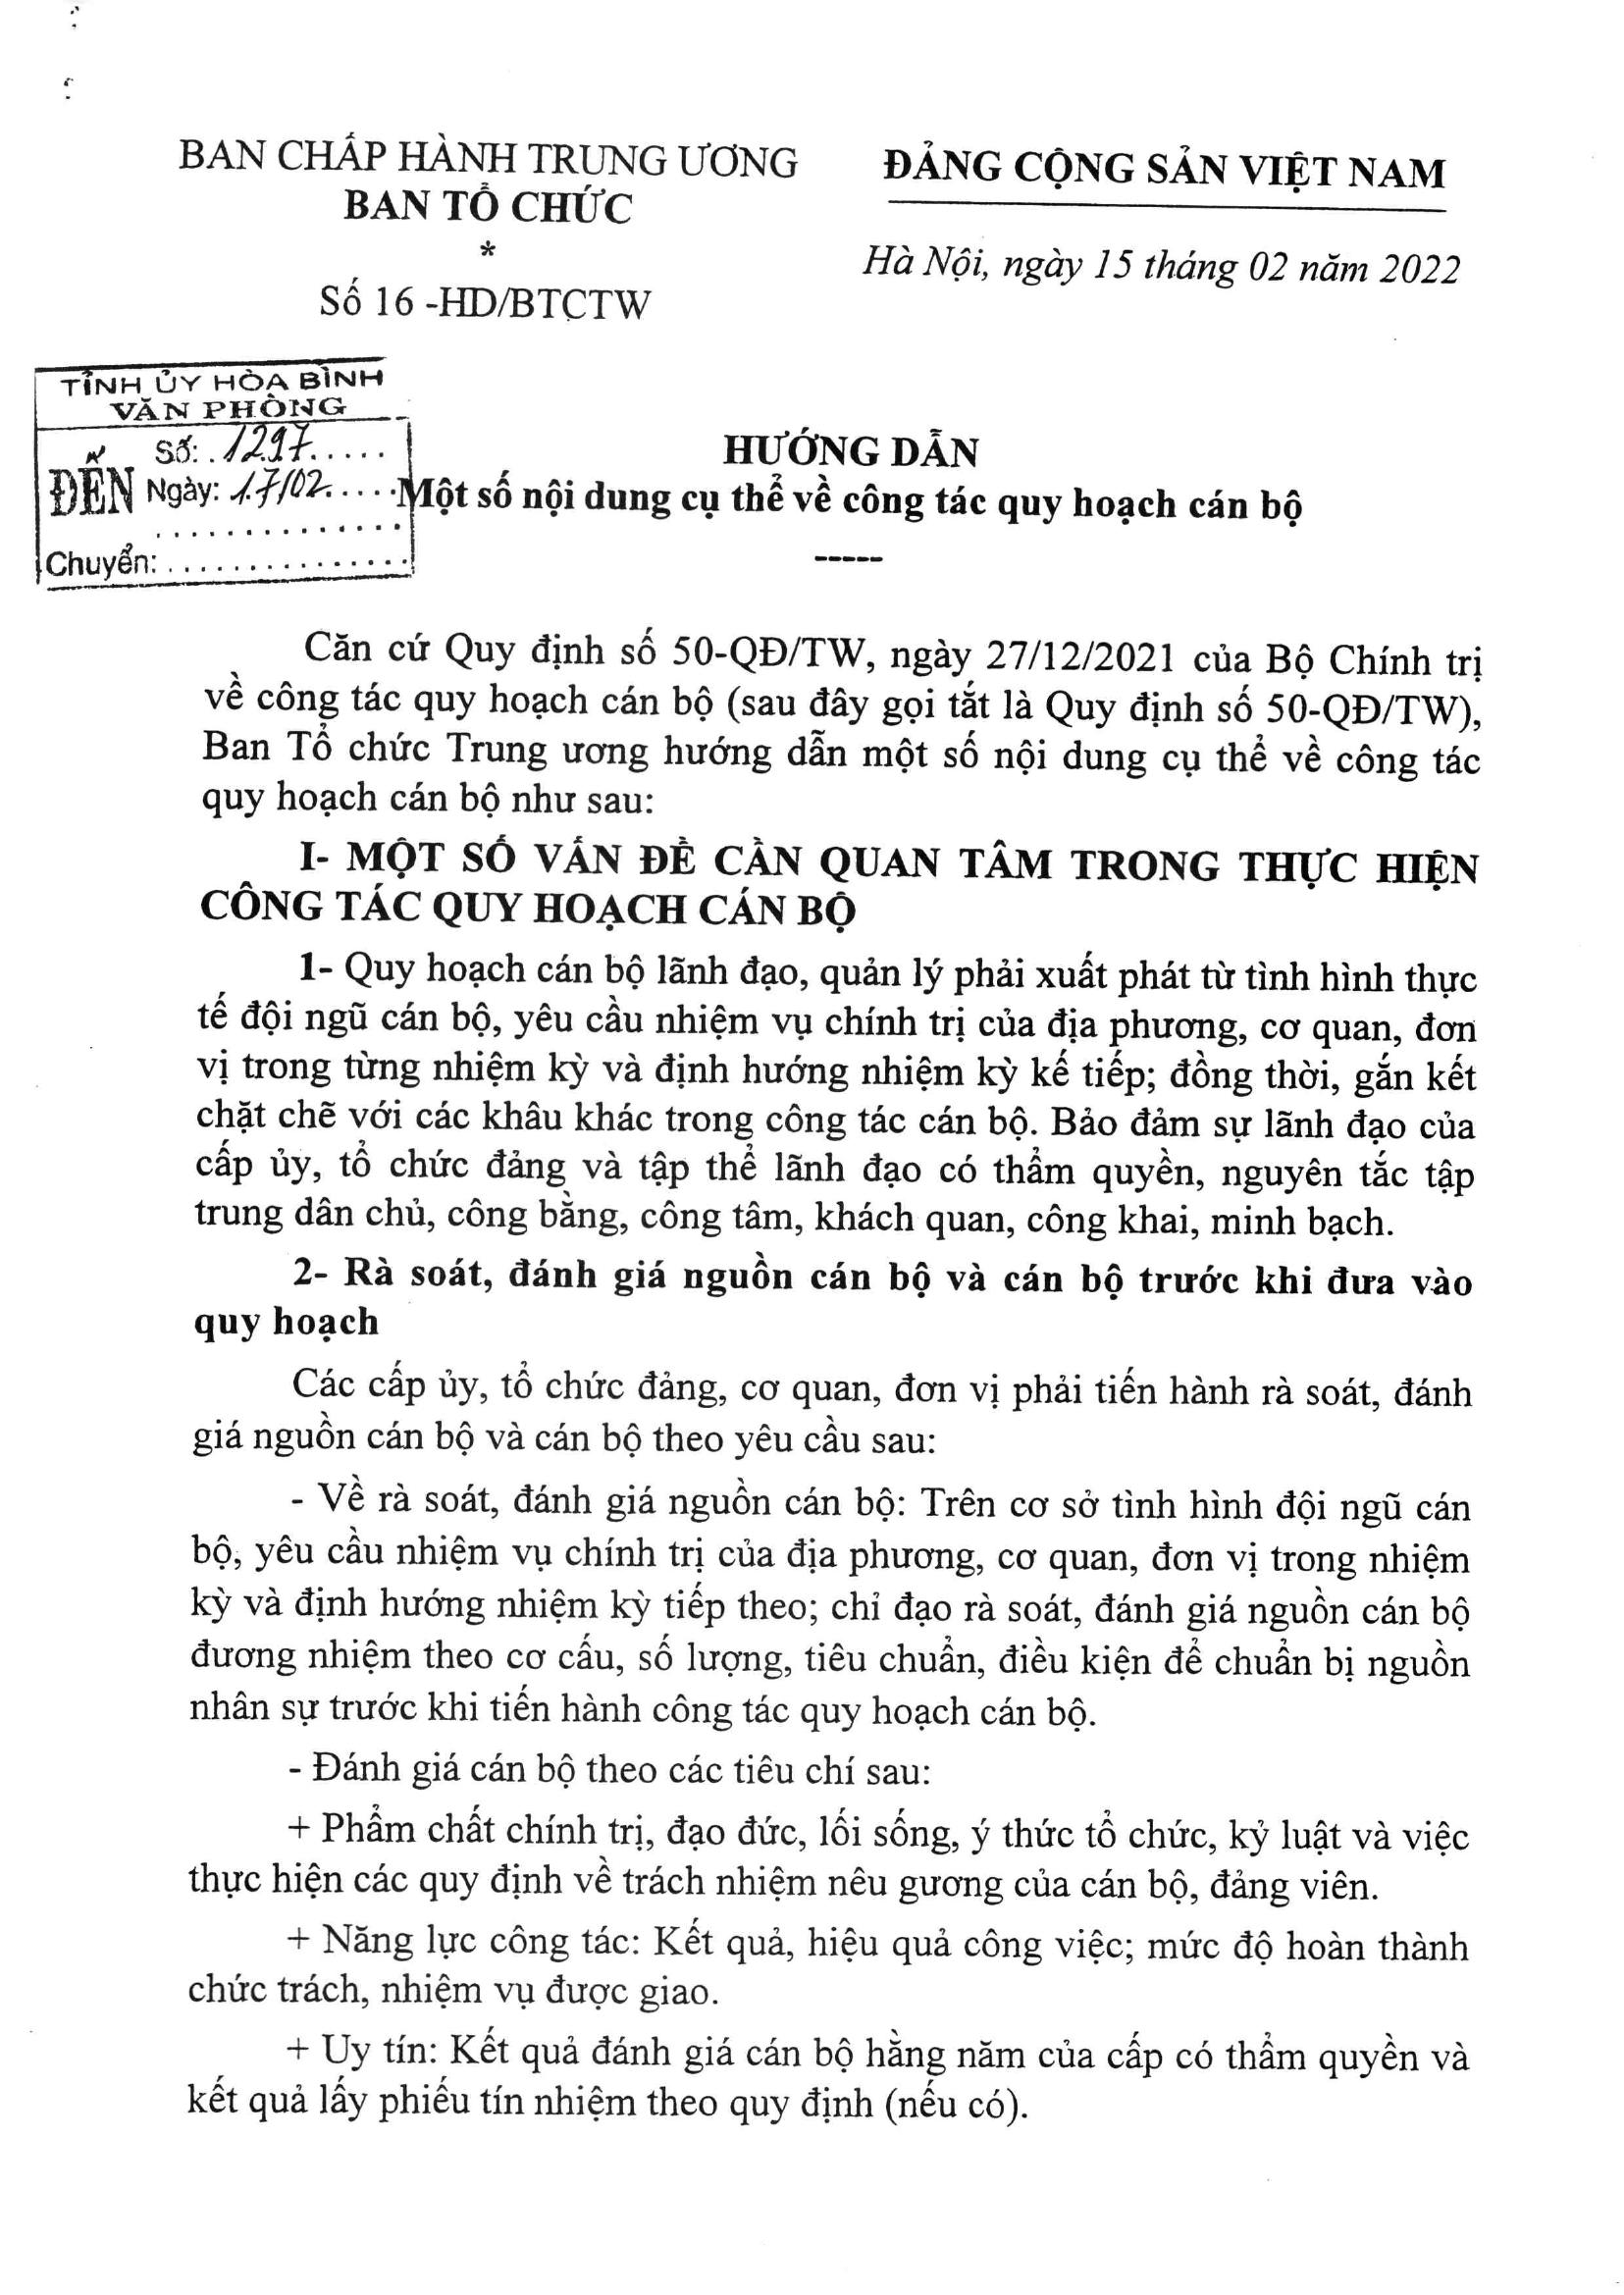 BAN CHẤP HÀNH TRUNG ƯƠNG
BAN TỔ CHỨC
*
Số 16 -HD/BTCTW
ĐẢNG CỘNG SẢN VIỆT NAM
Hà Nội, ngày 15 tháng 02 năm 2022
TỈNH ỦY HÒA BÌNH
VĂN PHÒNG
ĐẾN
Số: 1297
Ngày: 17/02
Chuyển:
HƯỚNG DẪN
Một số nội dung cụ thể về công tác quy hoạch cán bộ
-----
Căn cứ Quy định số 50-QĐ/TW, ngày 27/12/2021 của Bộ Chính trị
về công tác quy hoạch cán bộ (sau đây gọi tắt là Quy định số 50-QĐ/TW),
Ban Tổ chức Trung ương hướng dẫn một số nội dung cụ thể về công tác
quy hoạch cán bộ như sau:
I- MỘT SỐ VẤN ĐỀ CẦN QUAN TÂM TRONG THỰC HIỆN
CÔNG TÁC QUY HOẠCH CÁN BỘ
1- Quy hoạch cán bộ lãnh đạo, quản lý phải xuất phát từ tình hình thực
tế đội ngũ cán bộ, yêu cầu nhiệm vụ chính trị của địa phương, cơ quan, đơn
vị trong từng nhiệm kỳ và định hướng nhiệm kỳ kế tiếp; đồng thời, gắn kết
chặt chẽ với các khâu khác trong công tác cán bộ. Bảo đảm sự lãnh đạo của
cấp ủy, tổ chức đảng và tập thể lãnh đạo có thẩm quyền, nguyên tắc tập
trung dân chủ, công bằng, công tâm, khách quan, công khai, minh bạch.
2- Rà soát, đánh giá nguồn cán bộ và cán bộ trước khi đưa vào
quy hoạch
Các cấp ủy, tổ chức đảng, cơ quan, đơn vị phải tiến hành rà soát, đánh
giá nguồn cán bộ và cán bộ theo yêu cầu sau:
- Về rà soát, đánh giá nguồn cán bộ: Trên cơ sở tình hình đội ngũ cán
bộ, yêu cầu nhiệm vụ chính trị của địa phương, cơ quan, đơn vị trong nhiệm
kỳ và định hướng nhiệm kỳ tiếp theo; chỉ đạo rà soát, đánh giá nguồn cán bộ
đương nhiệm theo cơ cấu, số lượng, tiêu chuẩn, điều kiện để chuẩn bị nguồn
nhân sự trước khi tiến hành công tác quy hoạch cán bộ.
- Đánh giá cán bộ theo các tiêu chí sau:
+ Phẩm chất chính trị, đạo đức, lối sống, ý thức tổ chức, kỷ luật và việc
thực hiện các quy định về trách nhiệm nêu gương của cán bộ, đảng viên.
+ Năng lực công tác: Kết quả, hiệu quả công việc; mức độ hoàn thành
chức trách, nhiệm vụ được giao.
+ Uy tín: Kết quả đánh giá cán bộ hằng năm của cấp có thẩm quyền và
kết quả lấy phiếu tín nhiệm theo quy định (nếu có).